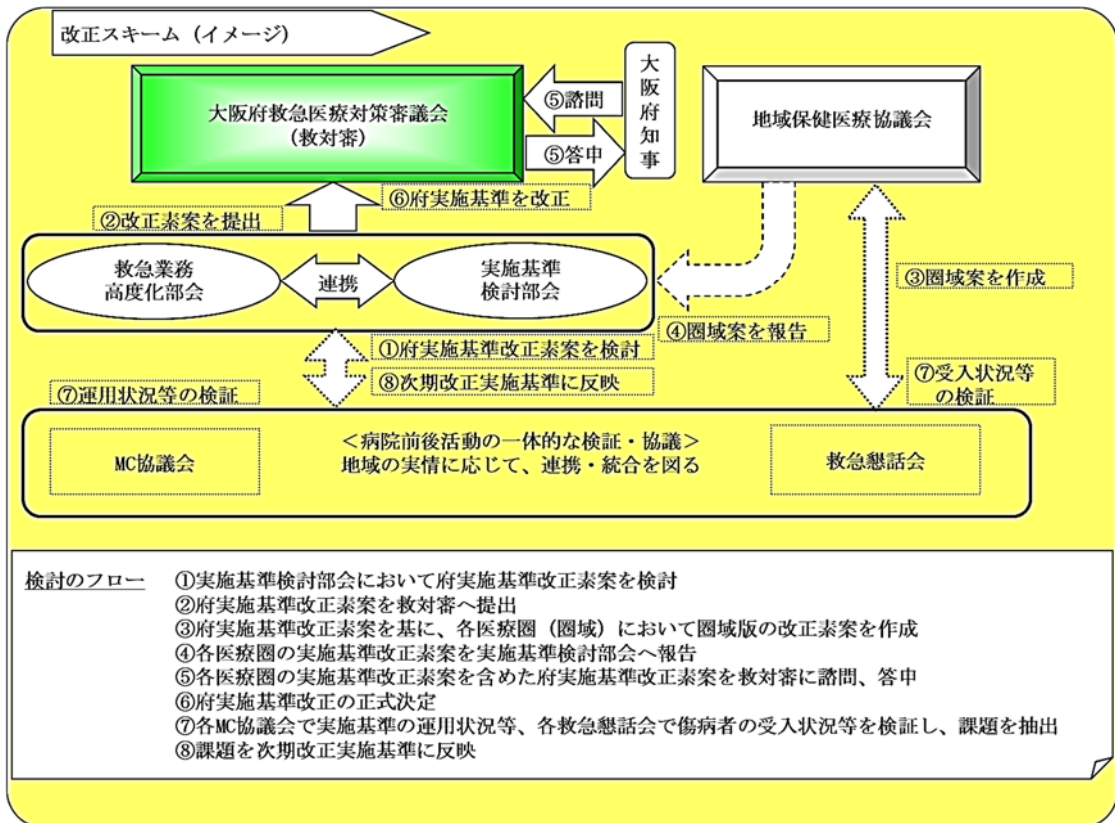 改正スキーム（イメージ）
大阪府救急医療対策審議会
（救対審）
⑤諮問
⑤答申
大阪府知事
地域保健医療協議会
②改正素案を提出
⑥府実施基準を改正
救急業務
高度化部会
連携
実施基準
検討部会
③圏域案を作成
④圏域案を報告
①府実施基準改正素案を検討
⑧次期改正実施基準に反映
⑦運用状況等の検証
⑦受入状況等
の検証
MC協議会
＜病院前後活動の一体的な検証・協議＞
地域の実情に応じて、連携・統合を図る
救急懇話会
検討のフロー　①実施基準検討部会において府実施基準改正素案を検討
②府実施基準改正素案を救対審へ提出
③府実施基準改正素案を基に、各医療圏（圏域）において圏域版の改正素案を作成
④各医療圏の実施基準改正素案を実施基準検討部会へ報告
⑤各医療圏の実施基準改正素案を含めた府実施基準改正素案を救対審に諮問、答申
⑥府実施基準改正の正式決定
⑦各MC協議会で実施基準の運用状況等、各救急懇話会で傷病者の受入状況等を検証し、課題を抽出
⑧課題を次期改正実施基準に反映